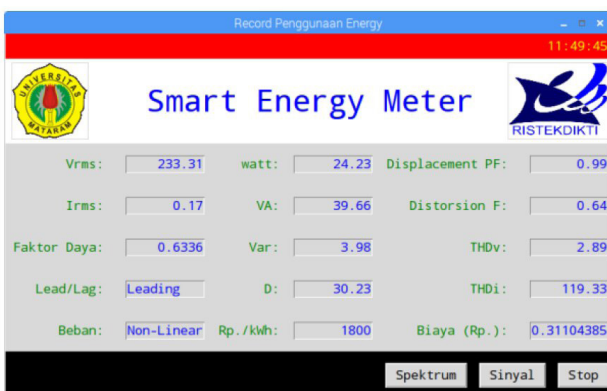 Record Penggunaan Energy
11:49:45
UNIVERSITAS MATARAM
Smart Energy Meter
RISTEKDIKTI
Vrms: 233.31 watt: 24.23 Displacement PF: 0.99
Irms: 0.17 VA: 39.66 Distorsion F: 0.64
Faktor Daya: 0.6336 Var: 3.98 THDv: 2.89
Lead/Lag: Leading D: 30.23 THDi: 119.33
Beban: Non-Linear Rp./kWh: 1800 Biaya (Rp.): 0.31104385
Spektrum Sinyal Stop